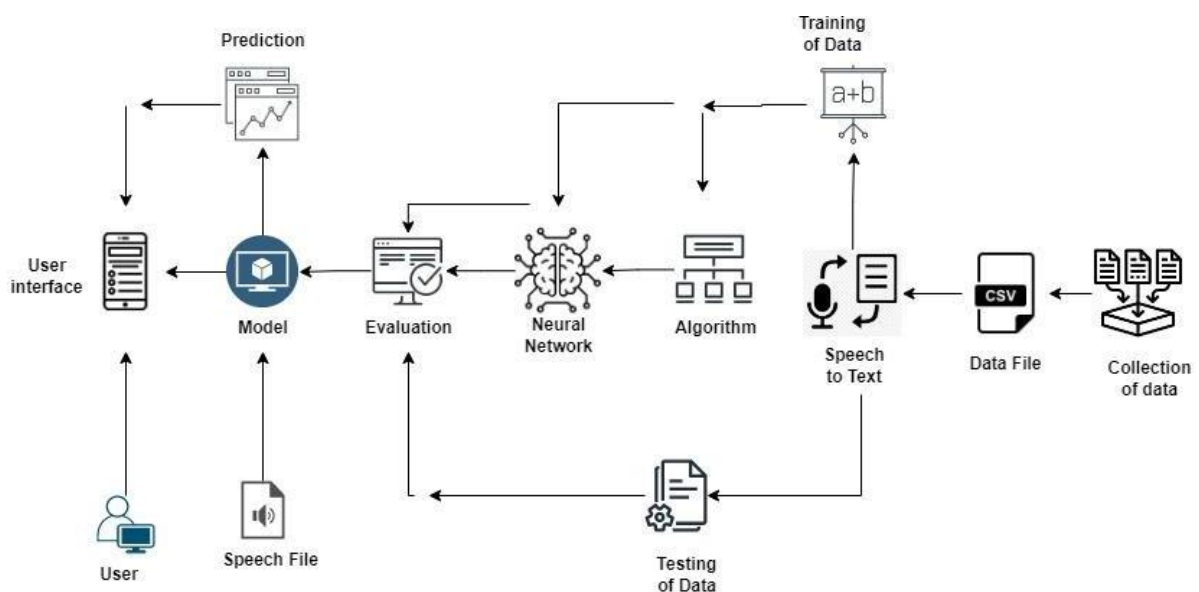 Training
of Data
Prediction
a+b
User
interface
Model
Evaluation
Neural
Network
Algorithm
Speech
to Text
CSV
Data File
Collection
of data
User
Speech File
Testing
of Data